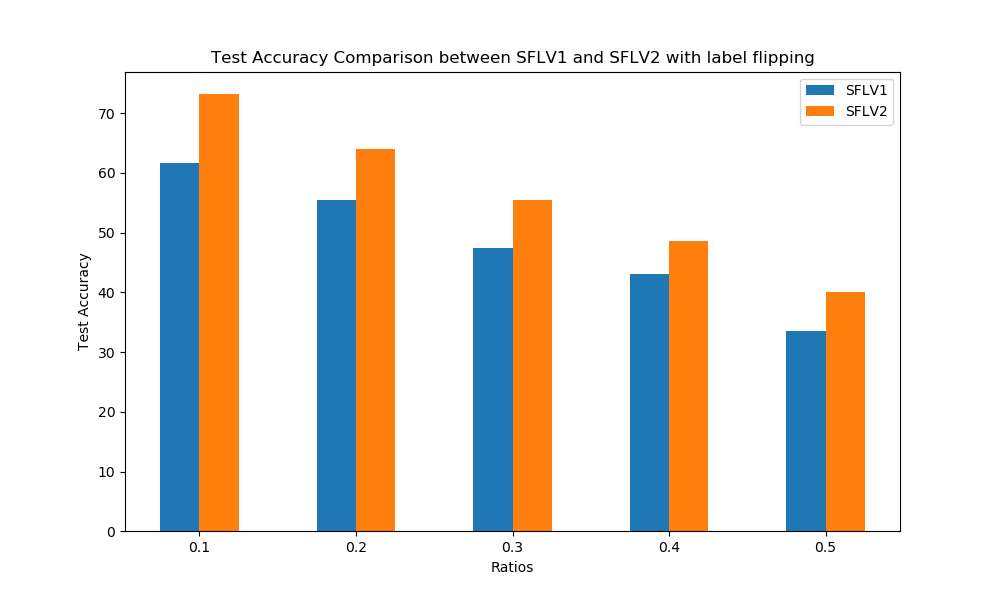 Test Accuracy Comparison between SFLV1 and SFLV2 with label flipping
SFLV1
SFLV2
Test Accuracy
70
60
50
40
30
20
10
0
0.1 0.2 0.3 0.4 0.5
Ratios